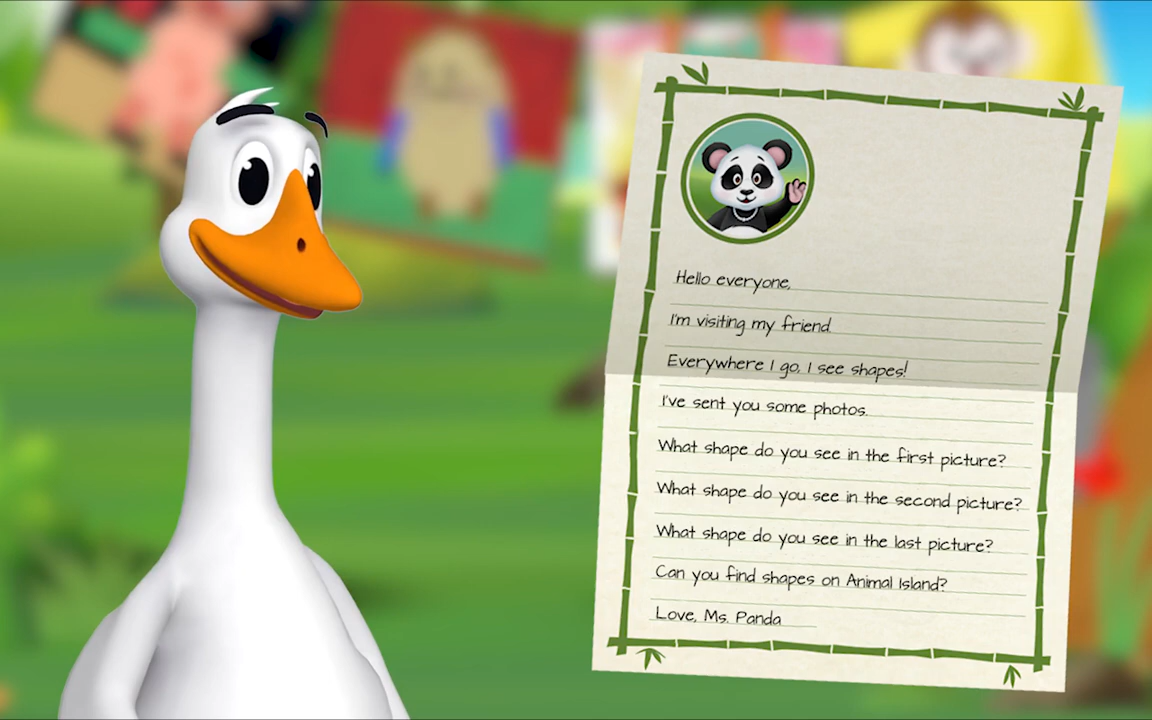 Hello everyone,
I'm visiting my friend.
Everywhere I go, I see shapes!
I've sent you some photos.
What shape do you see in the first picture?
What shape do you see in the second picture?
What shape do you see in the last picture?
Can you find shapes on Animal Island?
Love, Ms. Panda